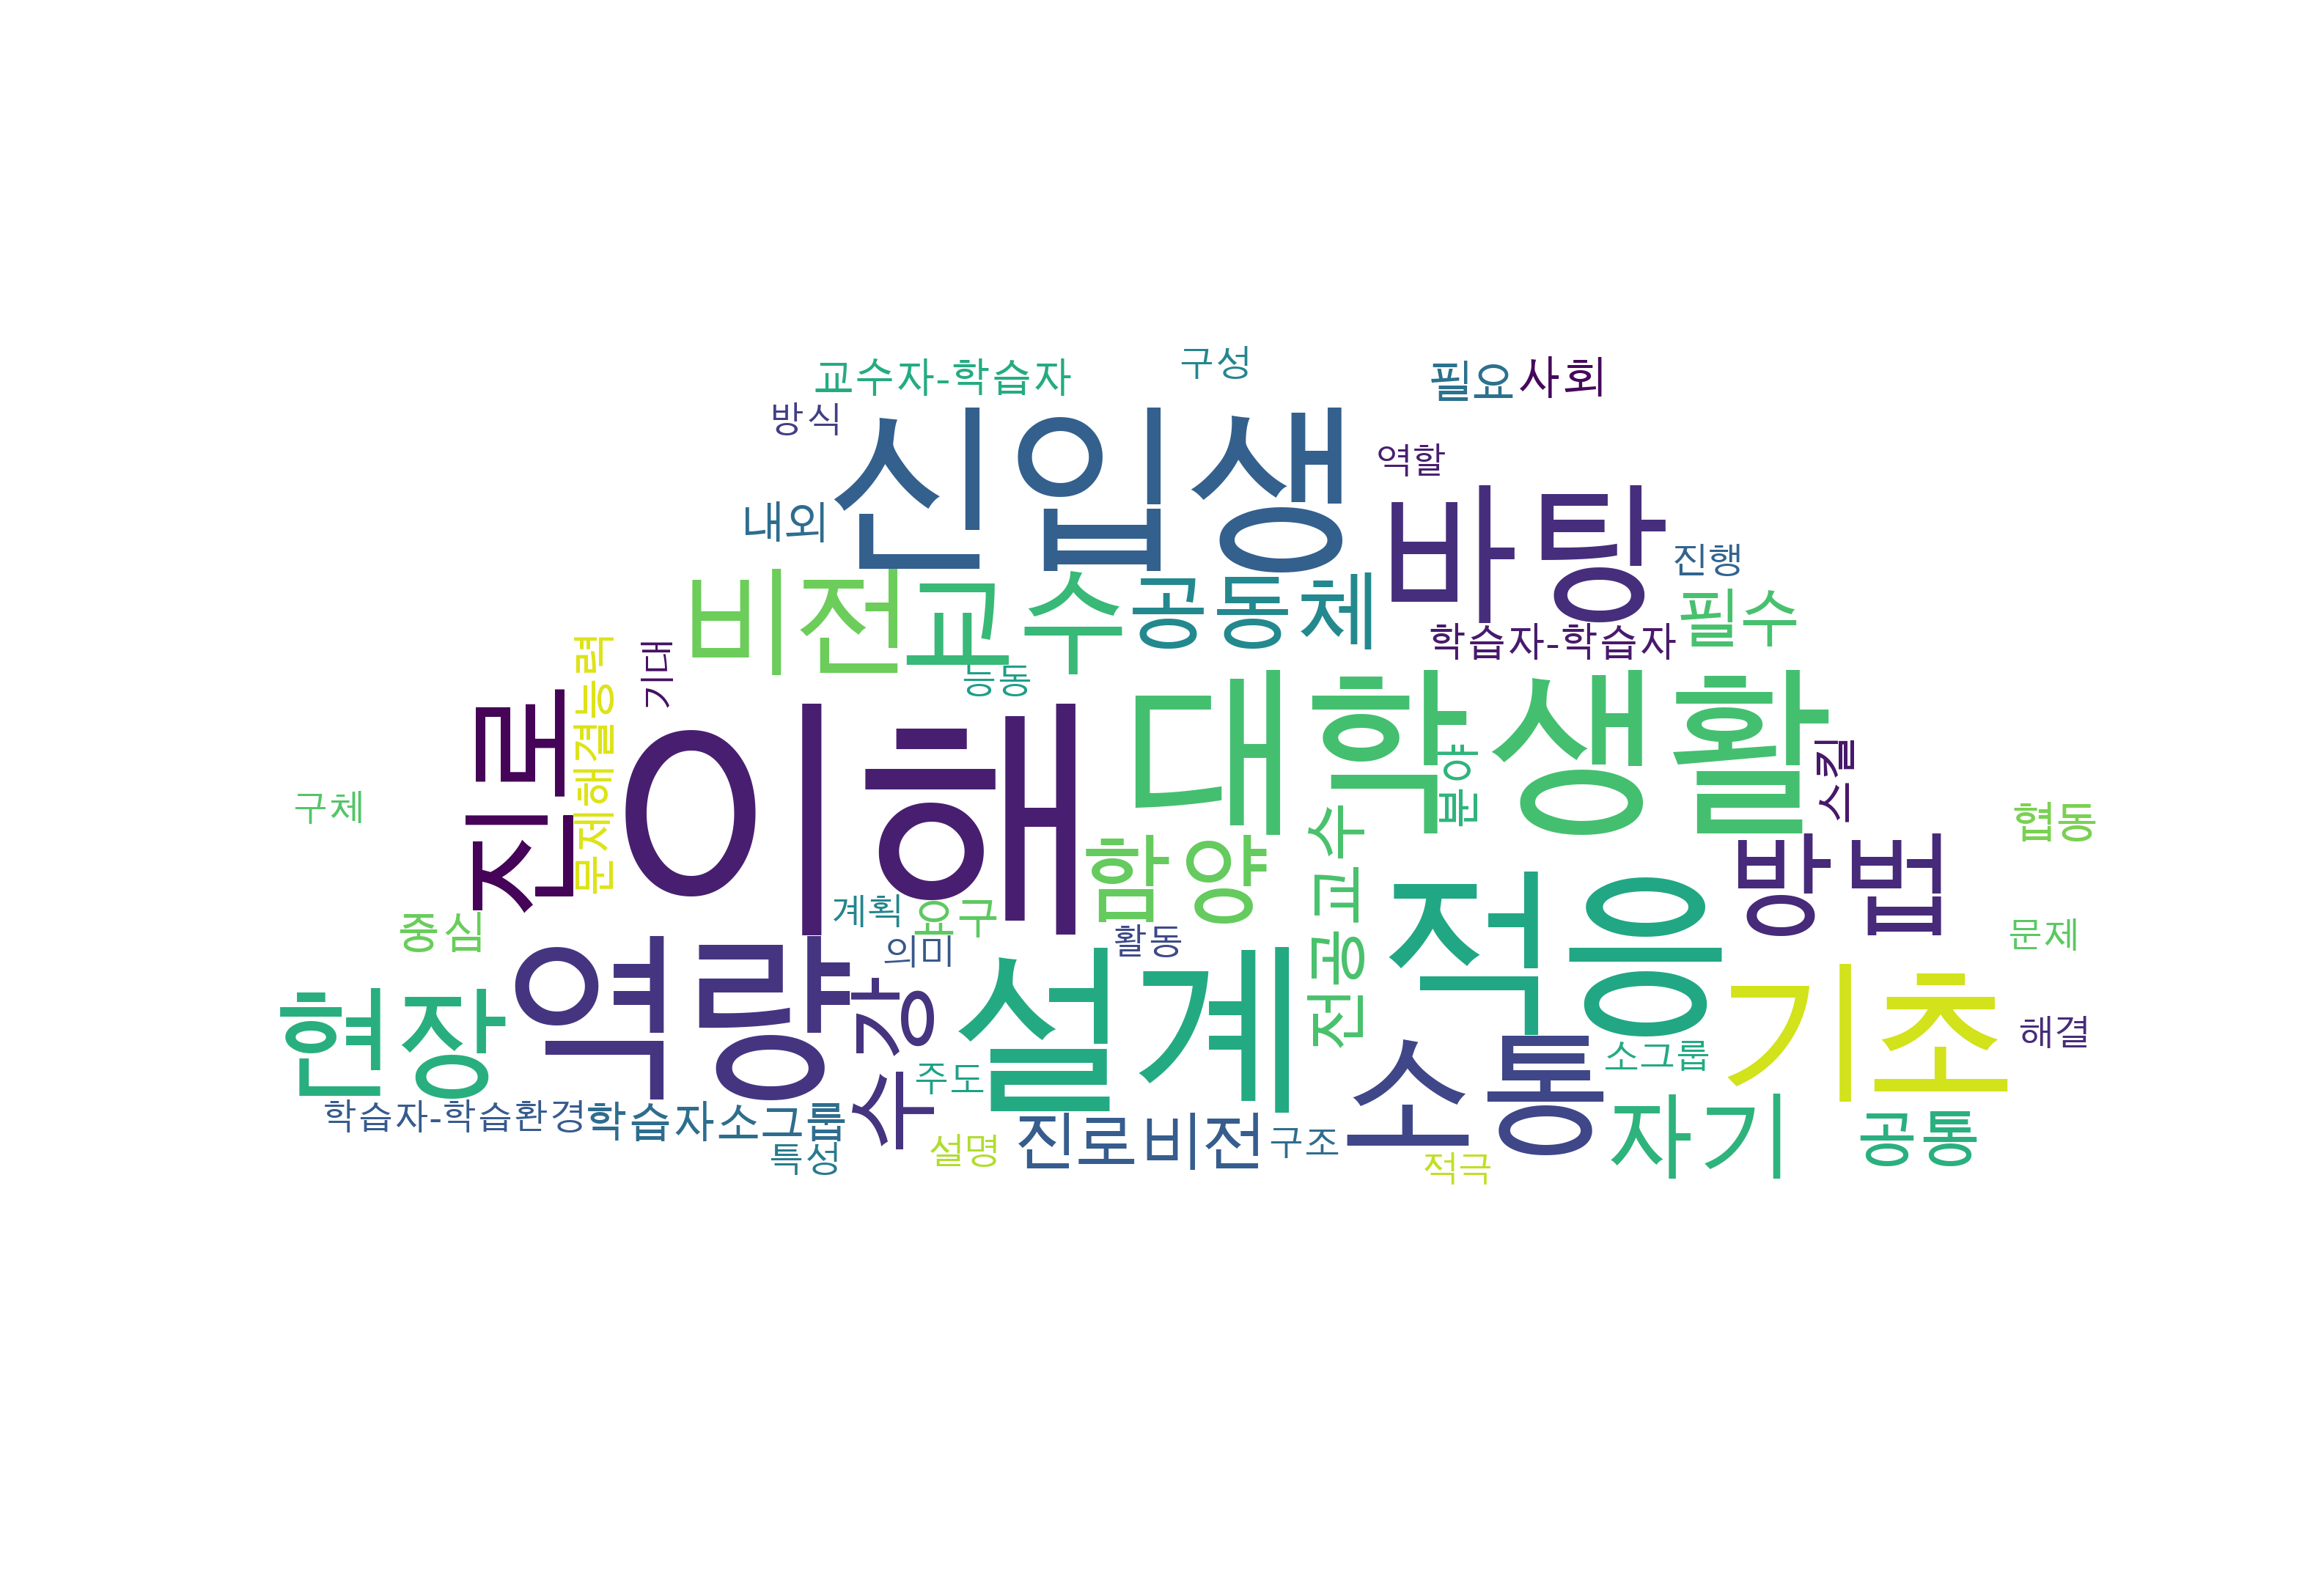 구성
교수자-학습자
필요
사회
방식
신입생
역할
내외
바탕
진행
비전
교수
공동체
필수
학습자-학습자
능동
기대
문제해결능력
진로
이해
대학생활
분야
스킬
구체
협동
함양
전공교수
적응
방법
계획
요구
중심
의미
활동
문제
현장
역량
수강
설계
기초
해결
주도
소통
소그룹
학습자-학습환경
학습자소그룹
특성
설명
진로비전
구조
적극
자기
공통